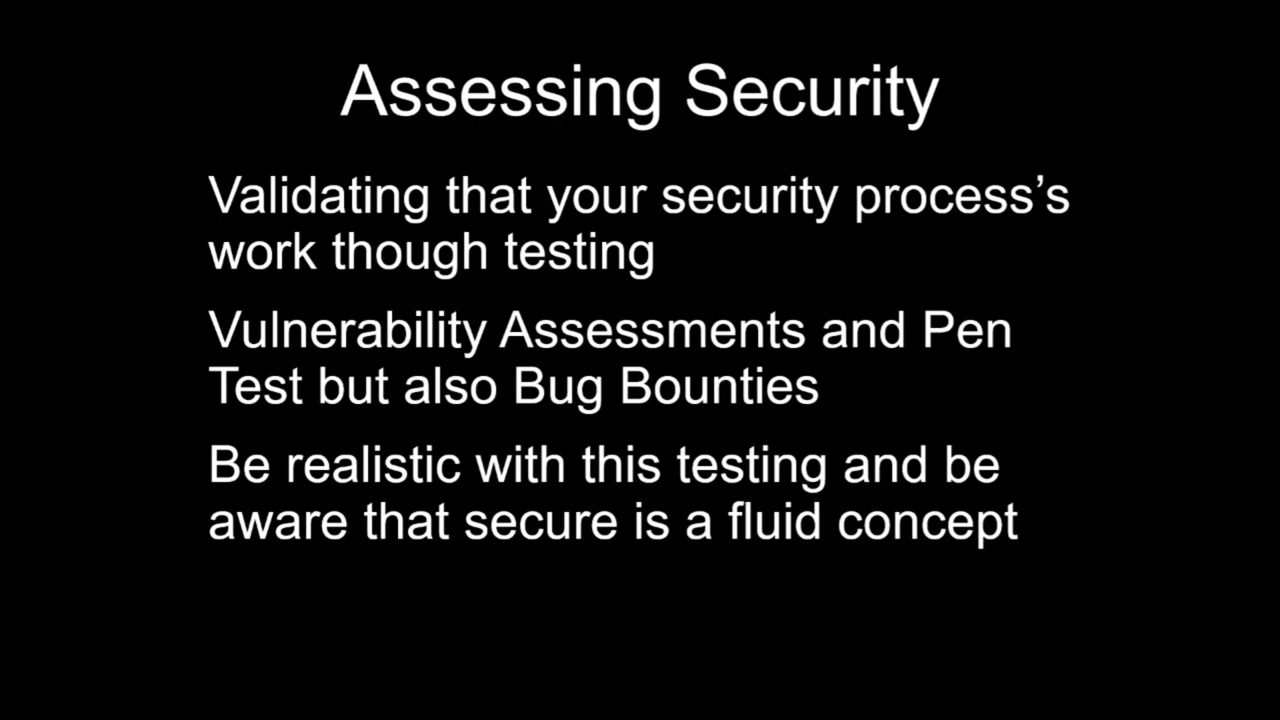 Assessing Security
Validating that your security process’s
work though testing
Vulnerability Assessments and Pen
Test but also Bug Bounties
Be realistic with this testing and be
aware that secure is a fluid concept